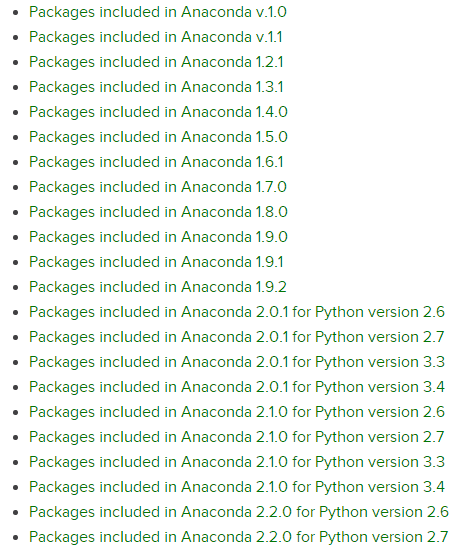 Packages included in Anaconda v.1.0
Packages included in Anaconda v.1.1
Packages included in Anaconda 1.2.1
Packages included in Anaconda 1.3.1
Packages included in Anaconda 1.4.0
Packages included in Anaconda 1.5.0
Packages included in Anaconda 1.6.1
Packages included in Anaconda 1.7.0
Packages included in Anaconda 1.8.0
Packages included in Anaconda 1.9.0
Packages included in Anaconda 1.9.1
Packages included in Anaconda 1.9.2
Packages included in Anaconda 2.0.1 for Python version 2.6
Packages included in Anaconda 2.0.1 for Python version 2.7
Packages included in Anaconda 2.0.1 for Python version 3.3
Packages included in Anaconda 2.0.1 for Python version 3.4
Packages included in Anaconda 2.1.0 for Python version 2.6
Packages included in Anaconda 2.1.0 for Python version 2.7
Packages included in Anaconda 2.1.0 for Python version 3.3
Packages included in Anaconda 2.1.0 for Python version 3.4
Packages included in Anaconda 2.2.0 for Python version 2.6
Packages included in Anaconda 2.2.0 for Python version 2.7